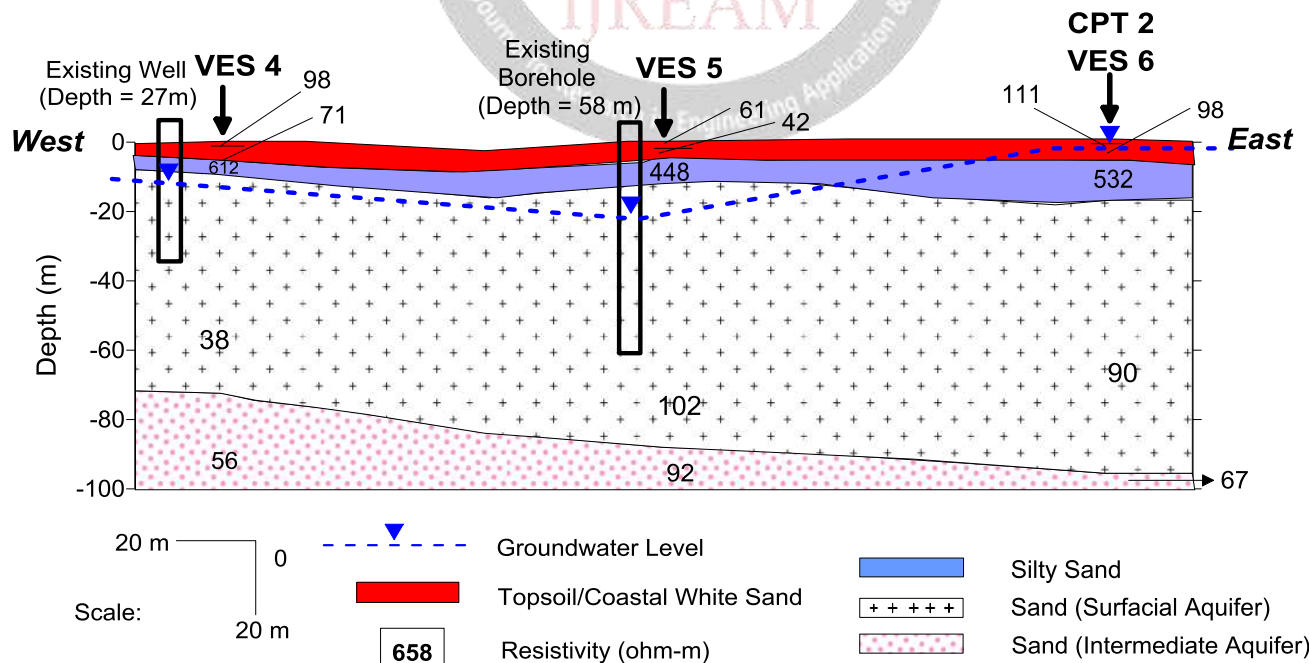 IJREAM
in Engineering Application &
CPT 2
VES 6
Existing Well
(Depth = 27m)
VES 4
98
71
Existing
Borehole
(Depth = 58 m)
VES 5
61
42
111
98
West
East
0
-20
-40
-60
-80
-100
Depth (m)
612
448
532
38
102
90
56
92
67
20 m
0
Scale:
20 m
Groundwater Level
Topsoil/Coastal White Sand
658
Resistivity (ohm-m)
Silty Sand
+ + + + +
Sand (Surfacial Aquifer)
Sand (Intermediate Aquifer)